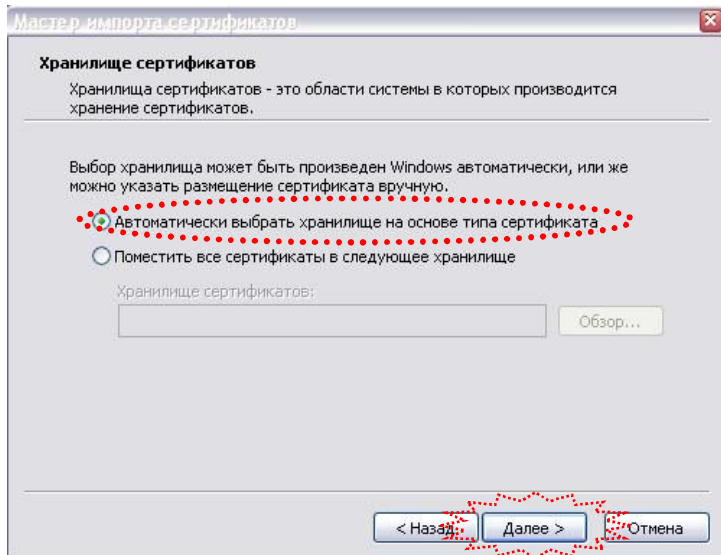 Мастер импорта сертификатов
Хранилище сертификатов
Хранилища сертификатов - это области системы в которых производится
хранение сертификатов.
Выбор хранилища может быть произведен Windows автоматически, или же
можно указать размещение сертификата вручную.
Автоматически выбрать хранилище на основе типа сертификата
Поместить все сертификаты в следующее хранилище
Хранилище сертификатов:
Обзор...
< Назад Далее > Отмена